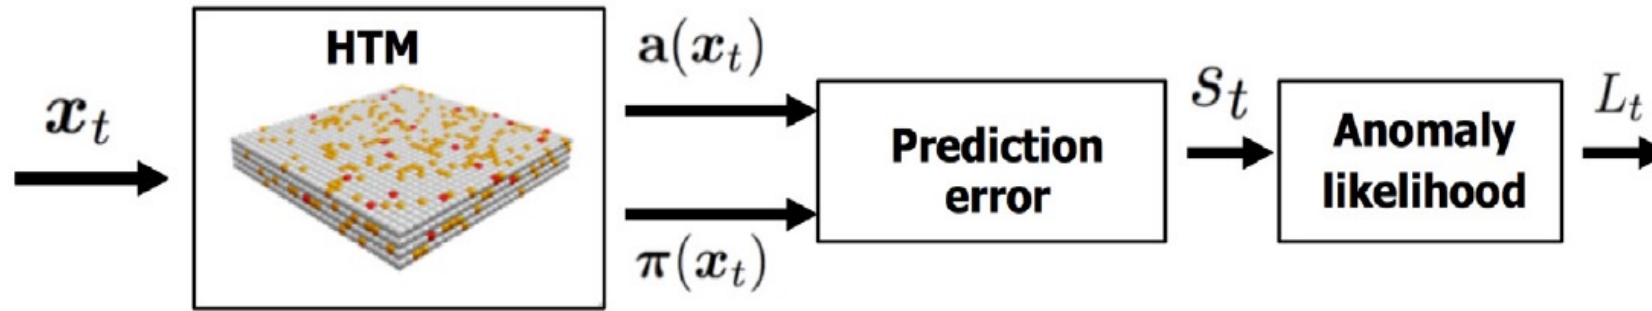 x_t
HTM
a(x_t)
π(x_t)
Prediction
error
s_t
Anomaly
likelihood
L_t